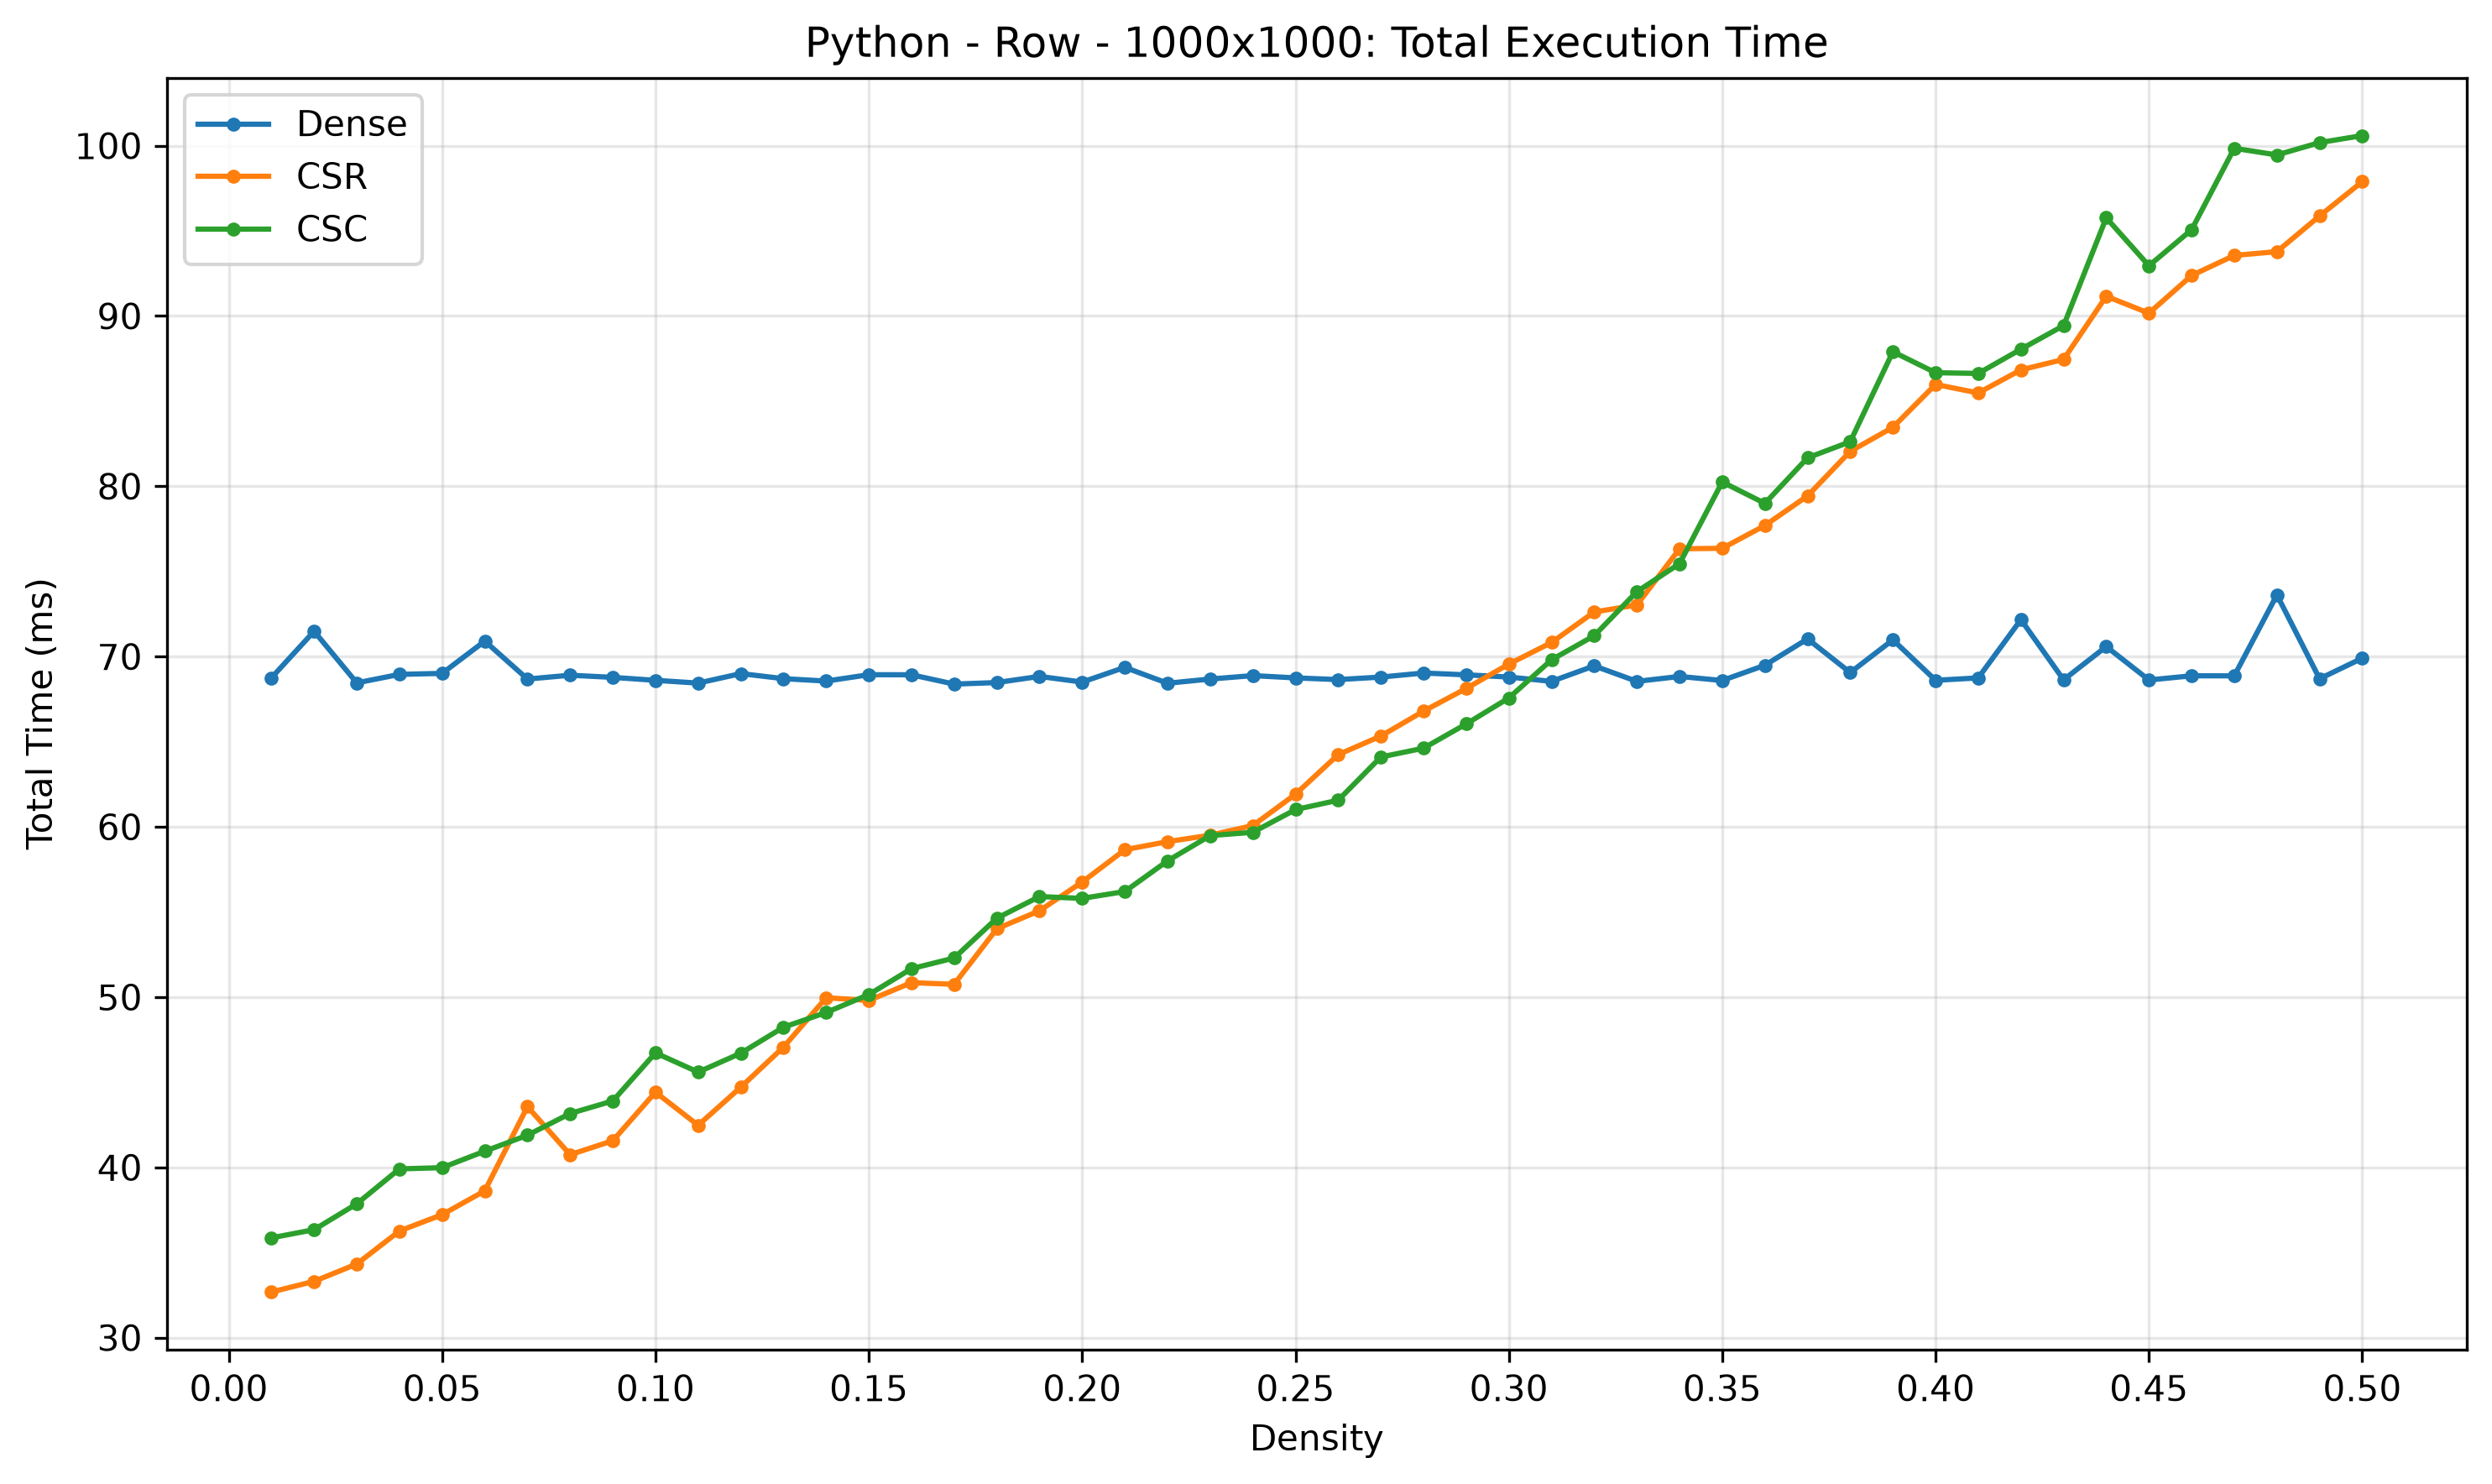 Python - Row - 1000x1000: Total Execution Time
Dense
CSR
CSC
Total Time (ms)
100
90
80
70
60
50
40
30
0.00 0.05 0.10 0.15 0.20 0.25 0.30 0.35 0.40 0.45 0.50
Density